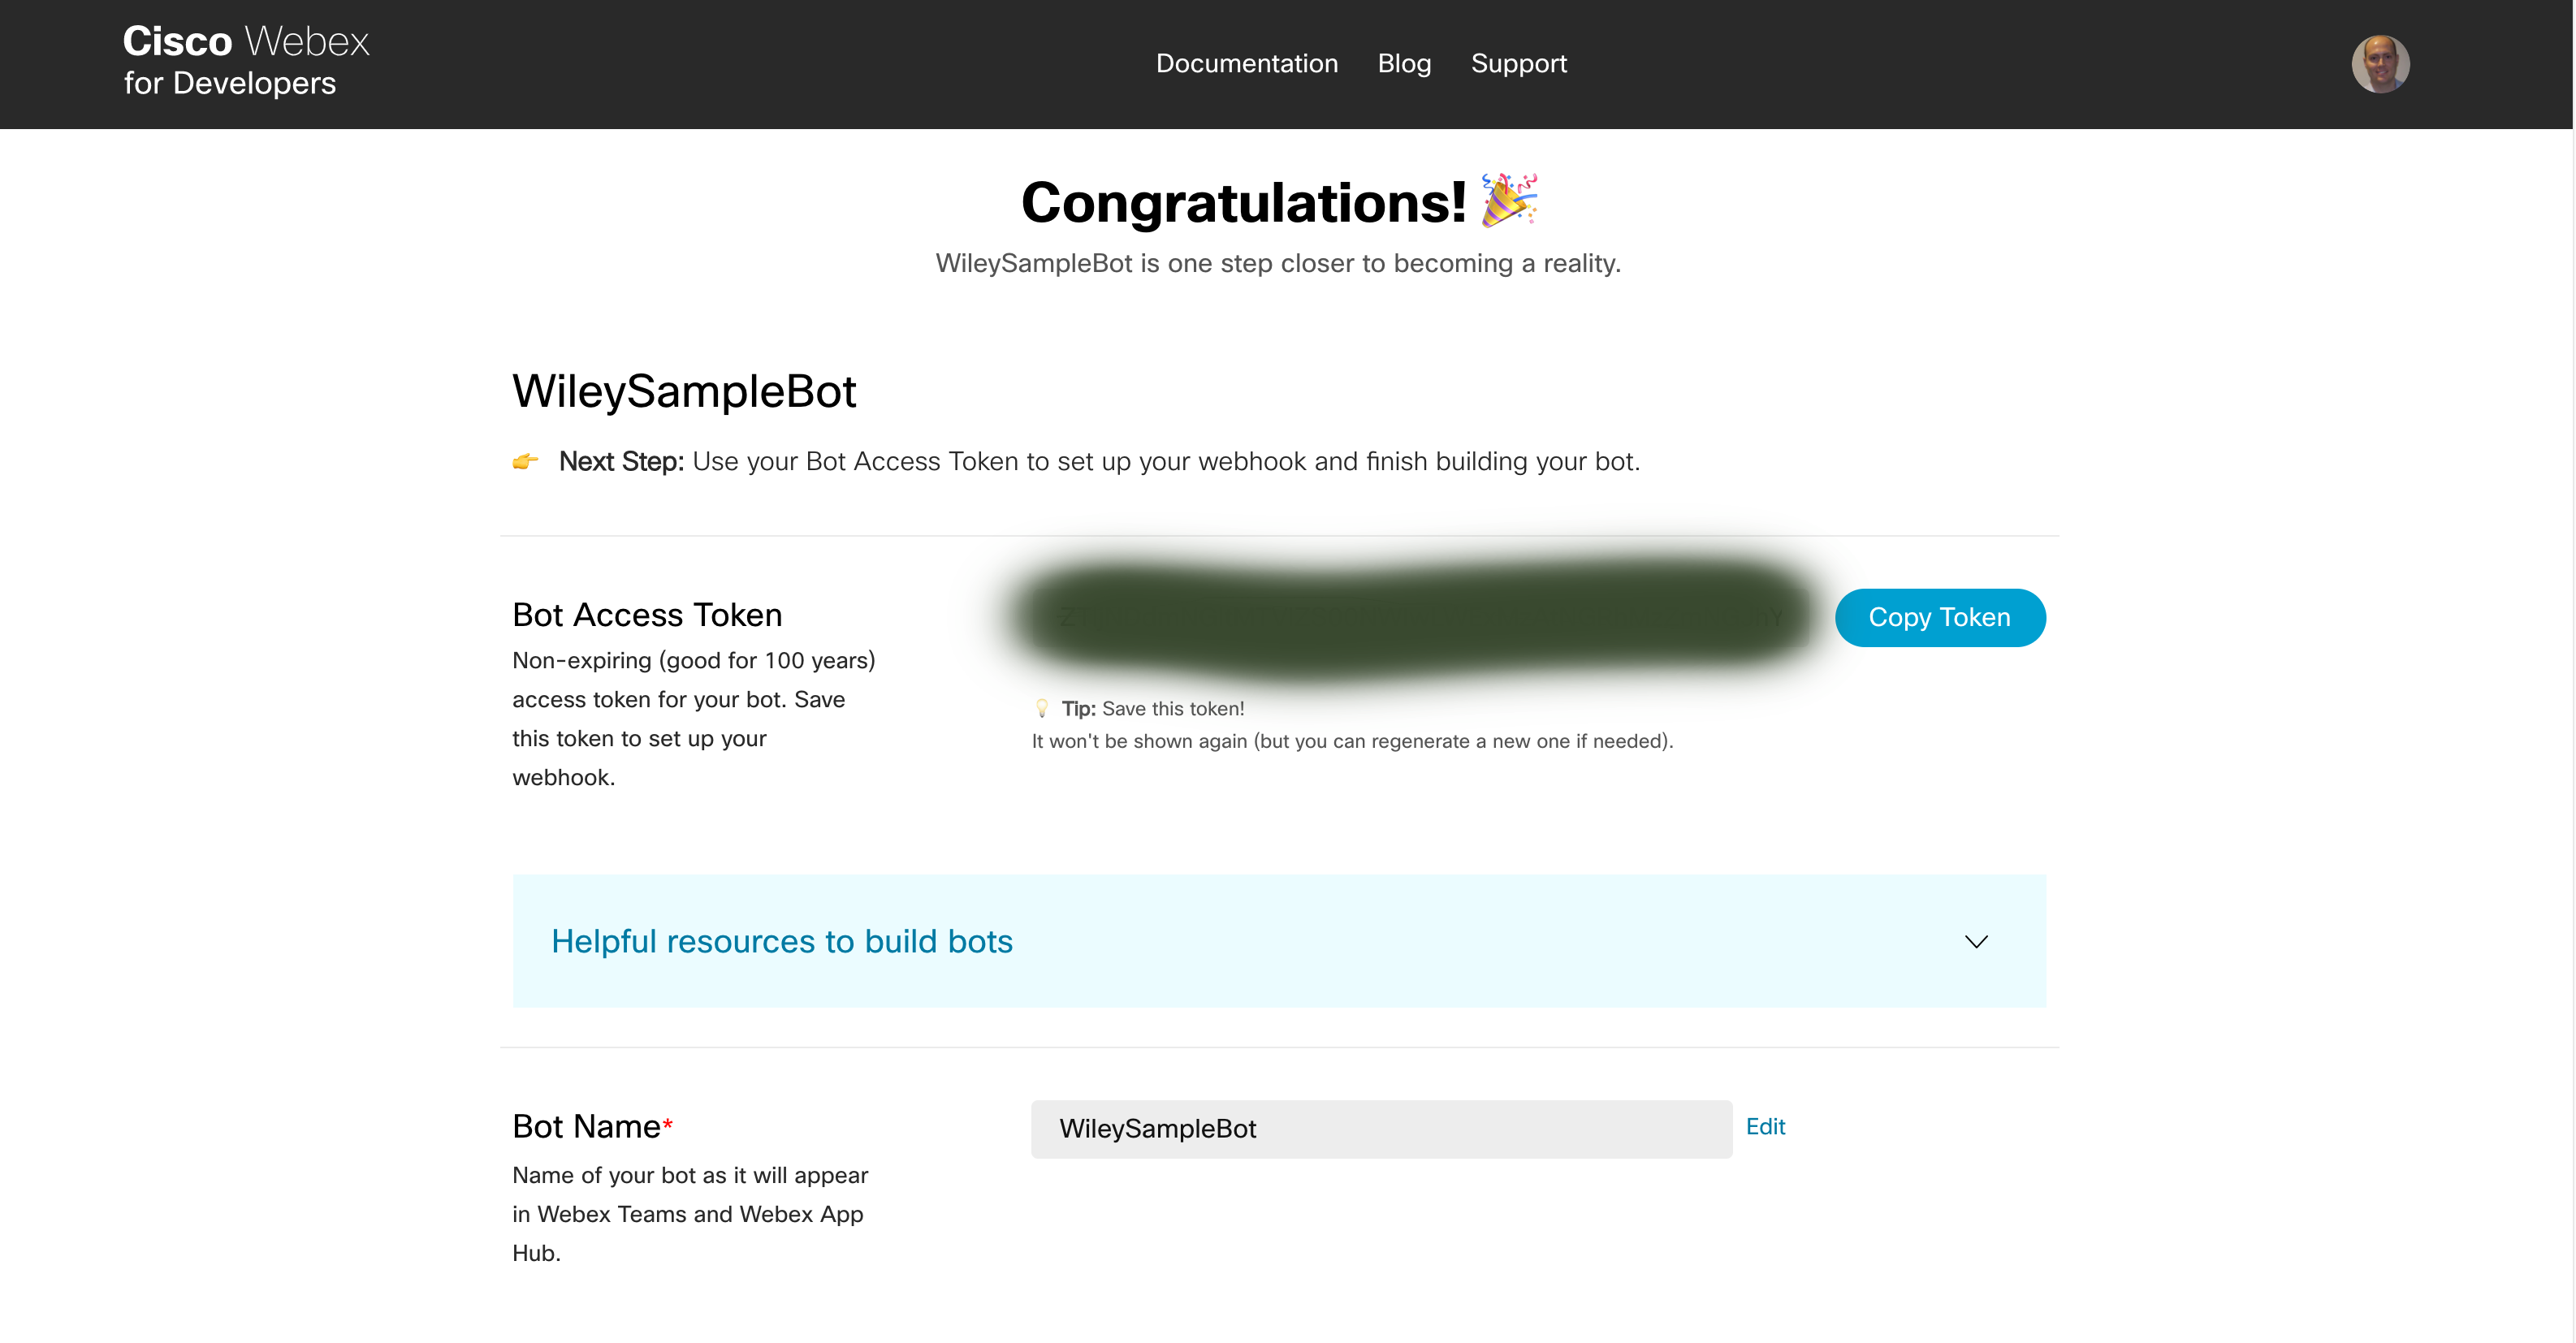 Cisco Webex
for Developers
Documentation Blog Support
Congratulations! 🎉
WileySampleBot is one step closer to becoming a reality.
WileySampleBot
👉 Next Step: Use your Bot Access Token to set up your webhook and finish building your bot.
Bot Access Token
Copy Token
Non-expiring (good for 100 years)
access token for your bot. Save
this token to set up your
webhook.
💡 Tip: Save this token!
It won't be shown again (but you can regenerate a new one if needed).
Helpful resources to build bots
Bot Name*
WileySampleBot Edit
Name of your bot as it will appear
in Webex Teams and Webex App
Hub.